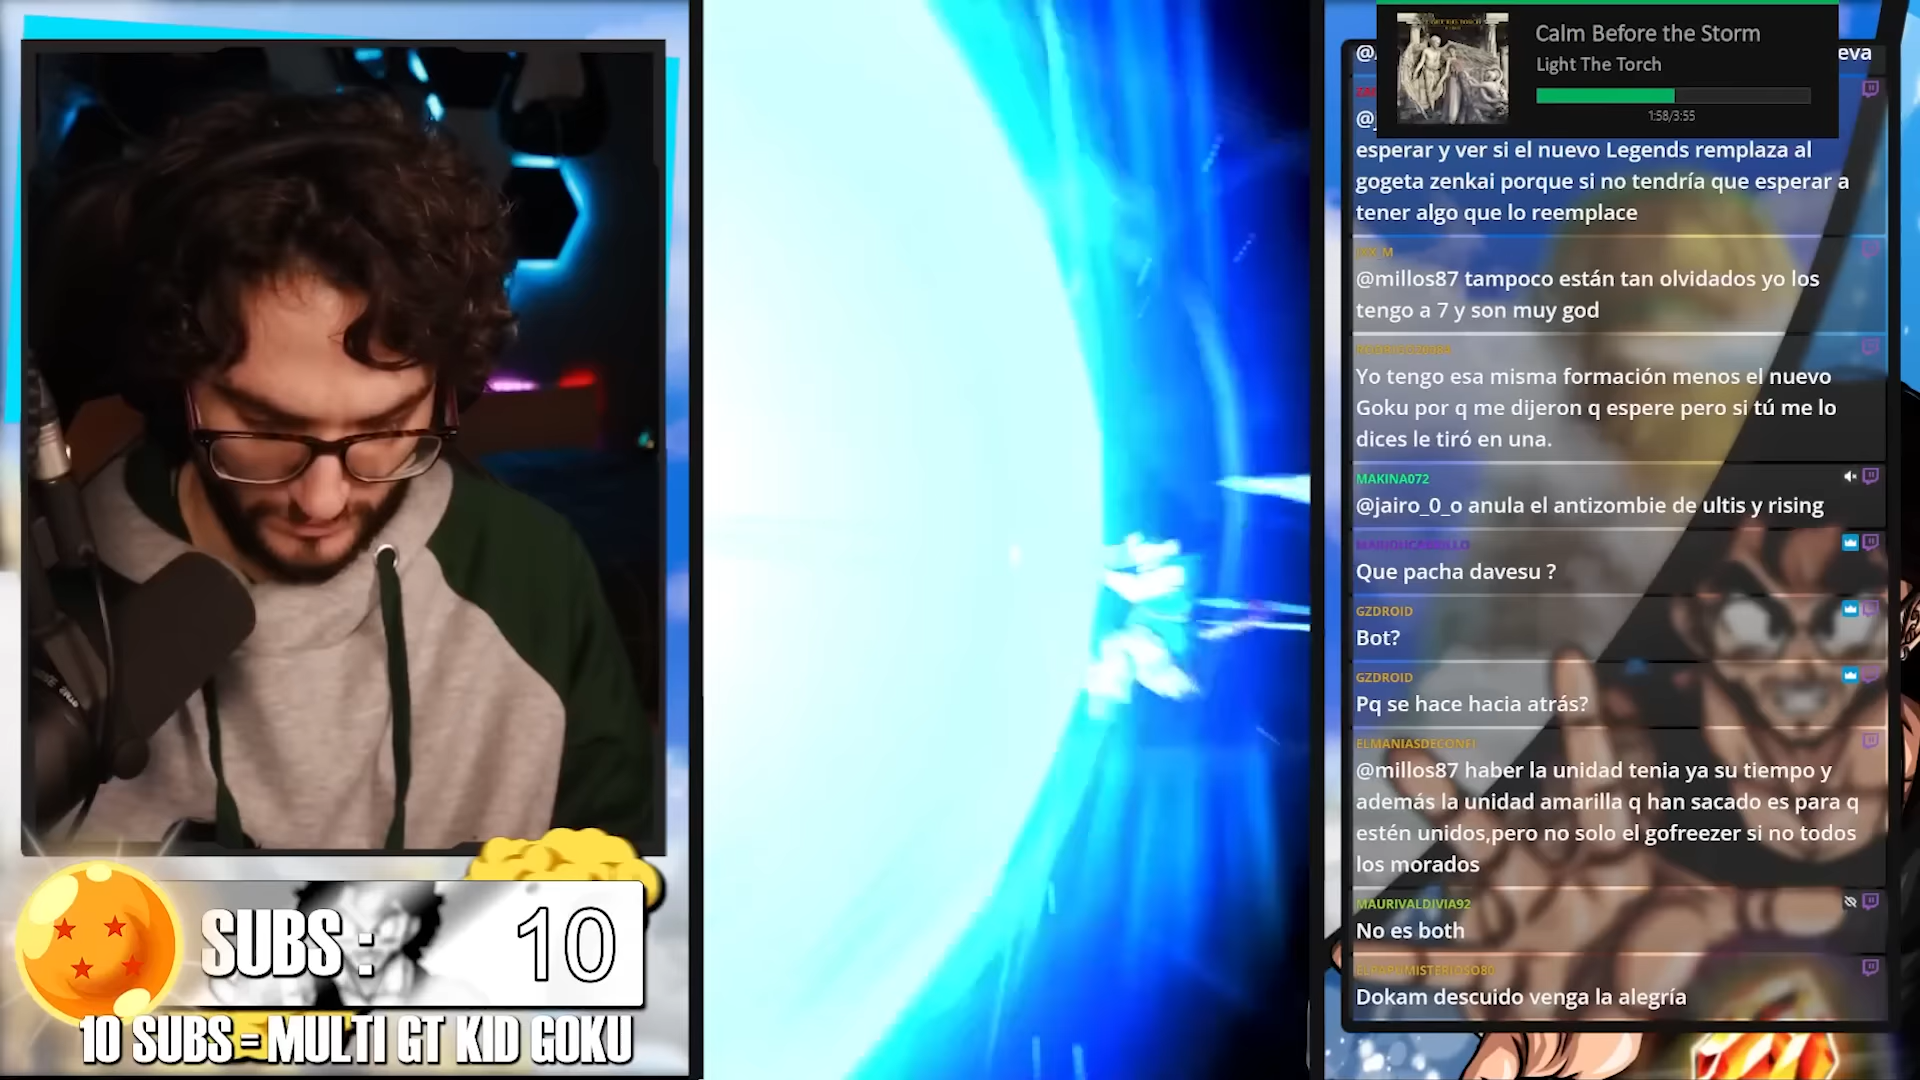 Calm Before the Storm
Light The Torch
1:58/3:55
eva
esperar y ver si el nuevo Legends remplaza al
gogeta zenkai porque si no tendría que esperar a
tener algo que lo reemplace
@millos87 tampoco están tan olvidados yo los
tengo a 7 y son muy god
Yo tengo esa misma formación menos el nuevo
Goku por q me dijeron q espere pero si tú me lo
dices le tiró en una.
MAKINA072
@jairo_0_o anula el antizombie de ultis y rising
Que pacha davesu ?
GZDROID
Bot?
GZDROID
Pq se hace hacia atrás?
ELMANIASDECONFI
@millos87 haber la unidad tenia ya su tiempo y
además la unidad amarilla q han sacado es para q
estén unidos,pero no solo el gofreezer si no todos
los morados
MAURIVALDIVIA92
No es both
Dokam descuido venga la alegría
SUBS : 10
10 SUBS = MULTI GT KID GOKU